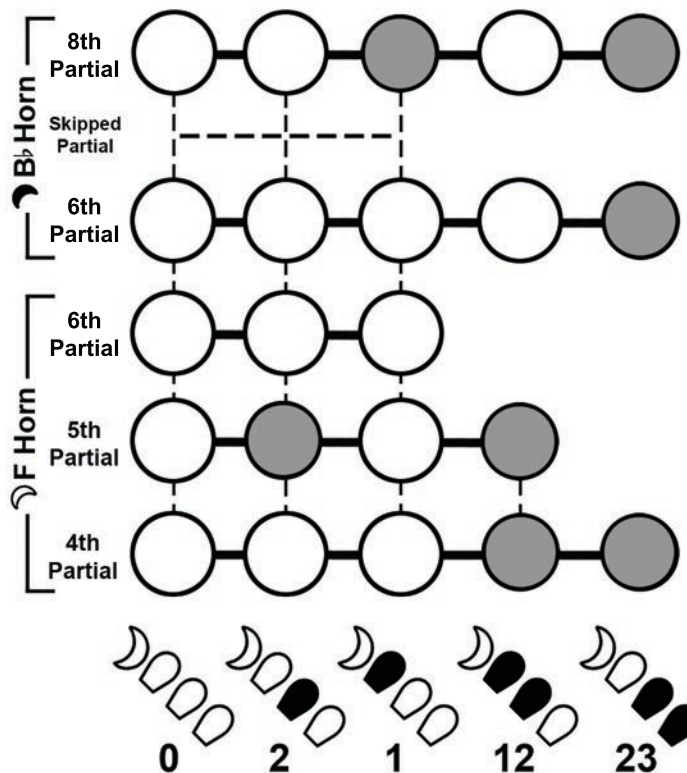 B♭ Horn
8th
Partial
Skipped
Partial
6th
Partial
F Horn
6th
Partial
5th
Partial
4th
Partial
0 2 1 12 23